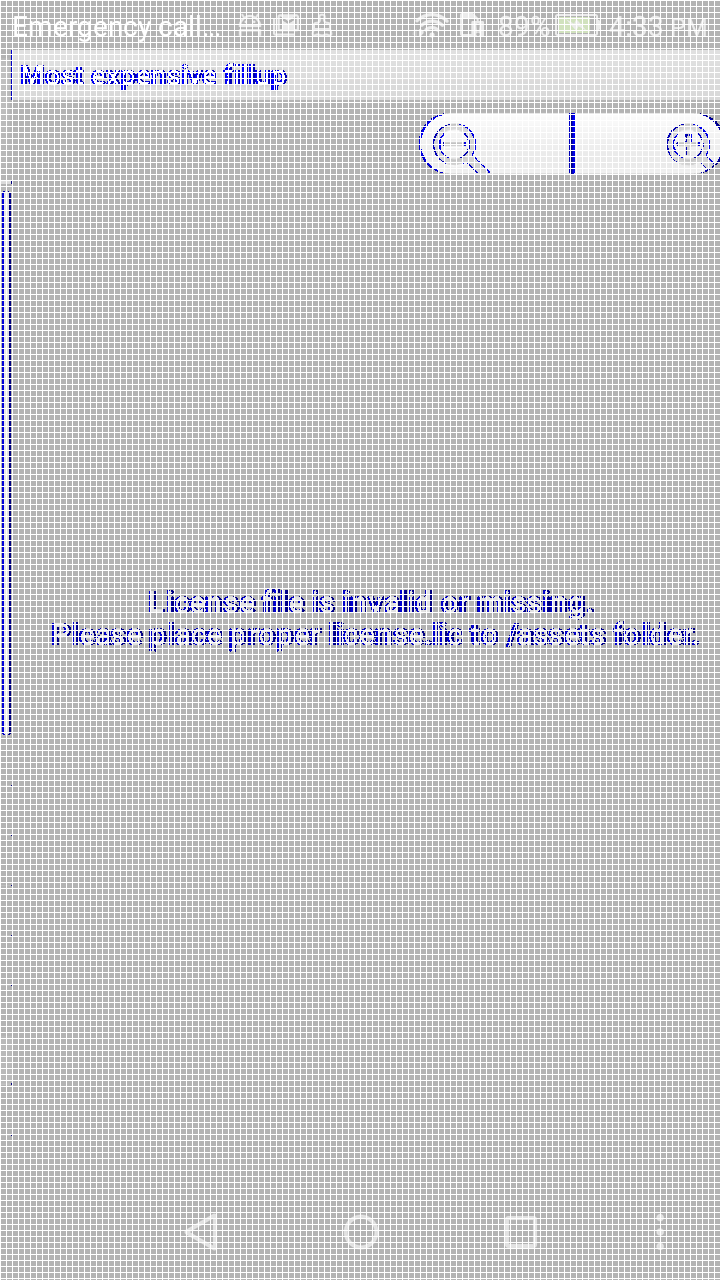 Emergency call... 89% 4:33 PM
Most expensive fillup
License file is invalid or missing.
Please place proper license.lic to /assets folder.